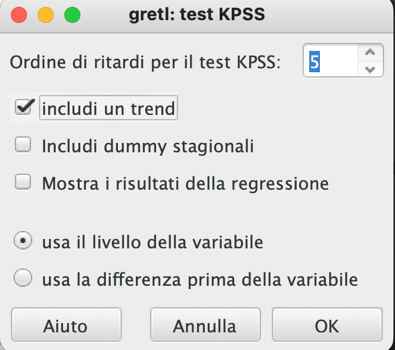 gretl: test KPSS
Ordine di ritardi per il test KPSS: 5
includi un trend
Includi dummy stagionali
Mostra i risultati della regressione
usa il livello della variabile
usa la differenza prima della variabile
Aiuto Annulla OK